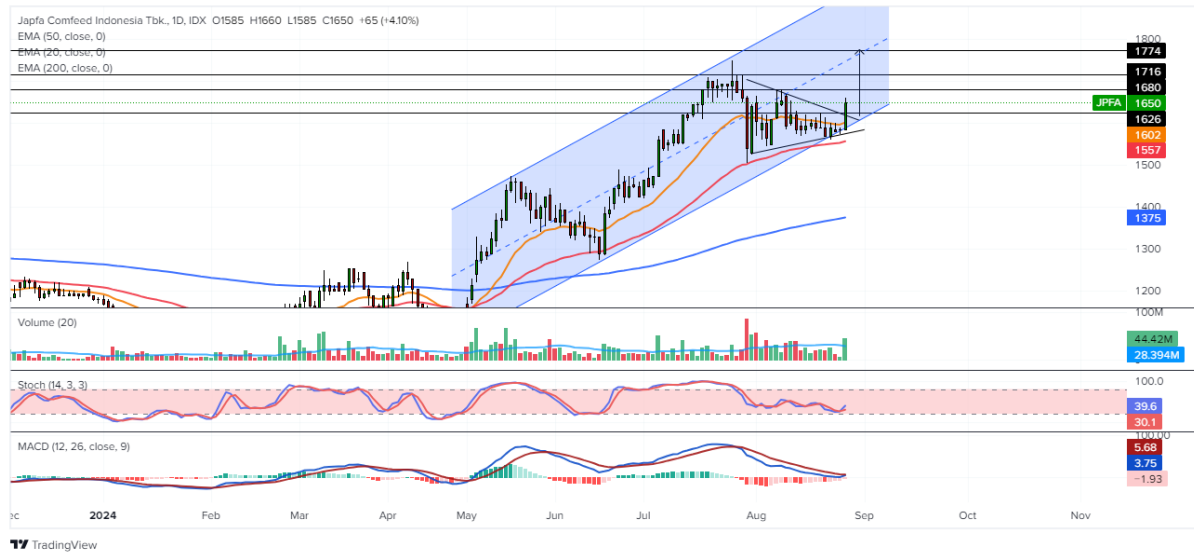 Japfa Comfeed Indonesia Tbk., 1D, IDX O1585 H1660 L1585 C1650 +65 (+4.10%)
EMA (50, close, 0)
EMA (20, close, 0)
EMA (200, close, 0)
1800
1774
1716
1680
JPFA 1650
1626
1602
1557
1500
1400
1375
1300
1200
Volume (20)
100M
44.42M
28.394M
Stoch (14, 3, 3)
100.0
39.6
30.1
MACD (12, 26, close, 9)
100.00
5.68
3.75
−1.93
2024 Feb Mar Apr May Jun Jul Aug Sep Oct Nov
TradingView